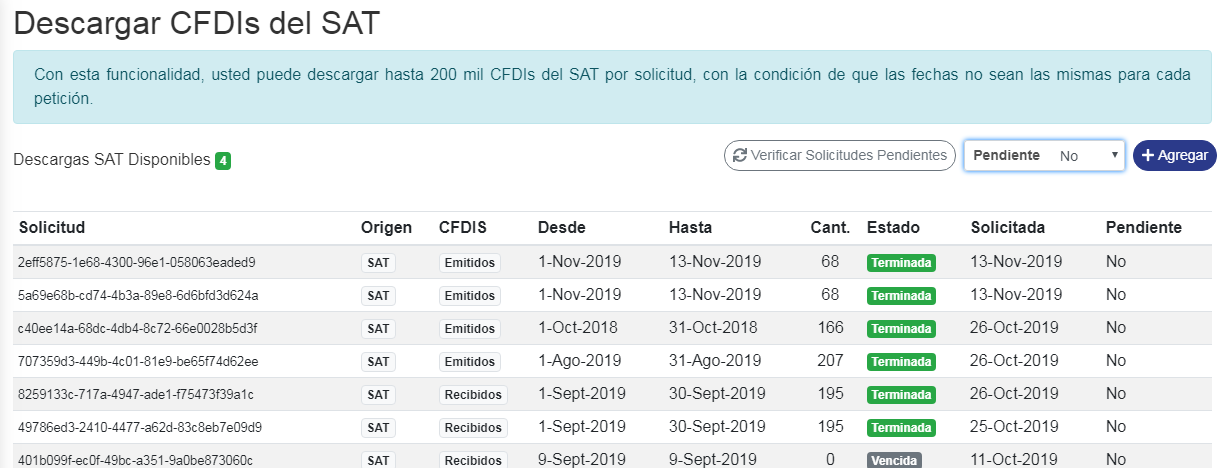 Descargar CFDIs del SAT
Con esta funcionalidad, usted puede descargar hasta 200 mil CFDIs del SAT por solicitud, con la condición de que las fechas no sean las mismas para cada
petición.
Descargas SAT Disponibles 4 Verificar Solicitudes Pendientes Pendiente No Agregar
Solicitud Origen CFDIS Desde Hasta Cant. Estado Solicitada Pendiente
2eff5875-1e68-4300-96e1-058063eaded9 SAT Emitidos 1-Nov-2019 13-Nov-2019 68 Terminada 13-Nov-2019 No
5a69e68b-cd74-4b3a-89e8-6d6bfd3d624a SAT Emitidos 1-Nov-2019 13-Nov-2019 68 Terminada 13-Nov-2019 No
c40ee14a-68dc-4db4-8c72-66e0028b5d3f SAT Emitidos 1-Oct-2018 31-Oct-2018 166 Terminada 26-Oct-2019 No
707359d3-449b-4c01-81e9-be65f74d62ee SAT Emitidos 1-Ago-2019 31-Ago-2019 207 Terminada 26-Oct-2019 No
8259133c-717a-4947-ade1-f75473f39a1c SAT Recibidos 1-Sept-2019 30-Sept-2019 195 Terminada 26-Oct-2019 No
49786ed3-2410-4477-a62d-83c8eb7e09d9 SAT Recibidos 1-Sept-2019 30-Sept-2019 195 Terminada 25-Oct-2019 No
401b099f-ec0f-49bc-a351-9a0be873060c SAT Recibidos 9-Sept-2019 9-Sept-2019 0 Vencida 11-Oct-2019 No